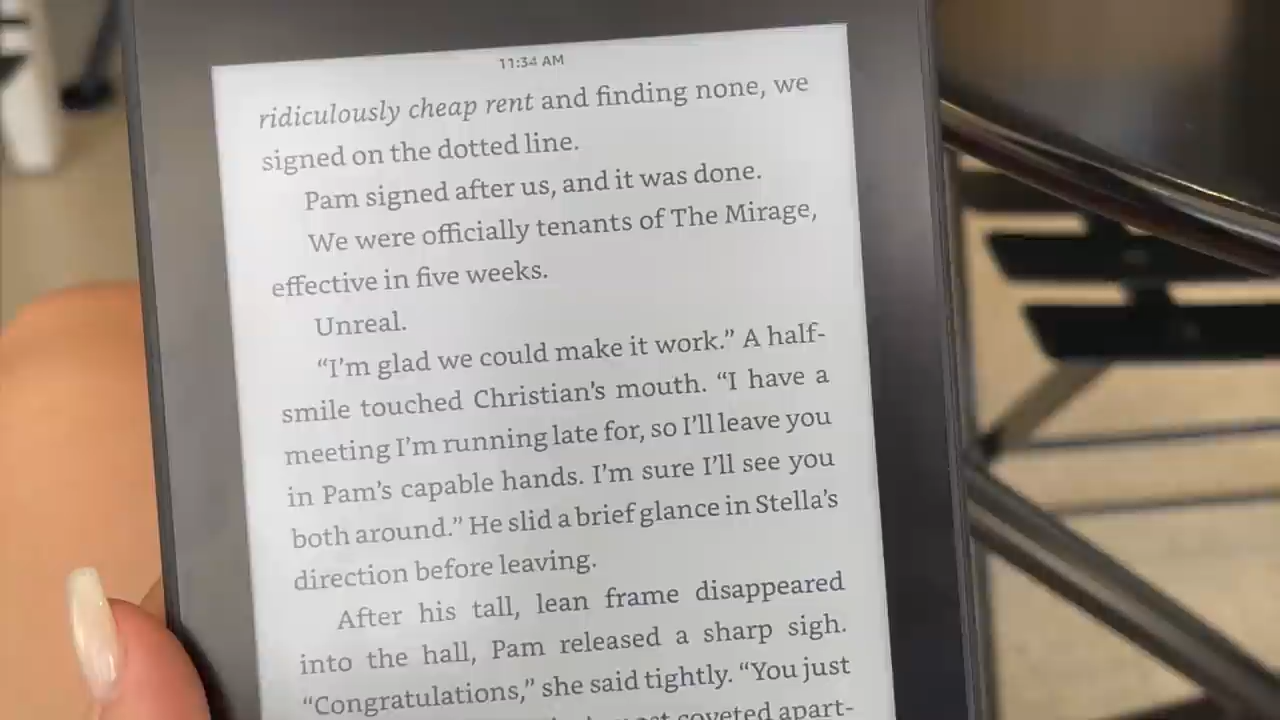 11:34 AM
ridiculously cheap rent and finding none, we
signed on the dotted line.
Pam signed after us, and it was done.
We were officially tenants of The Mirage,
effective in five weeks.
Unreal.
“I’m glad we could make it work.” A half-
smile touched Christian’s mouth. “I have a
meeting I’m running late for, so I’ll leave you
in Pam’s capable hands. I’m sure I’ll see you
both around.” He slid a brief glance in Stella’s
direction before leaving.
After his tall, lean frame disappeared
into the hall, Pam released a sharp sigh.
“Congratulations,” she said tightly. “You just
coveted apart-